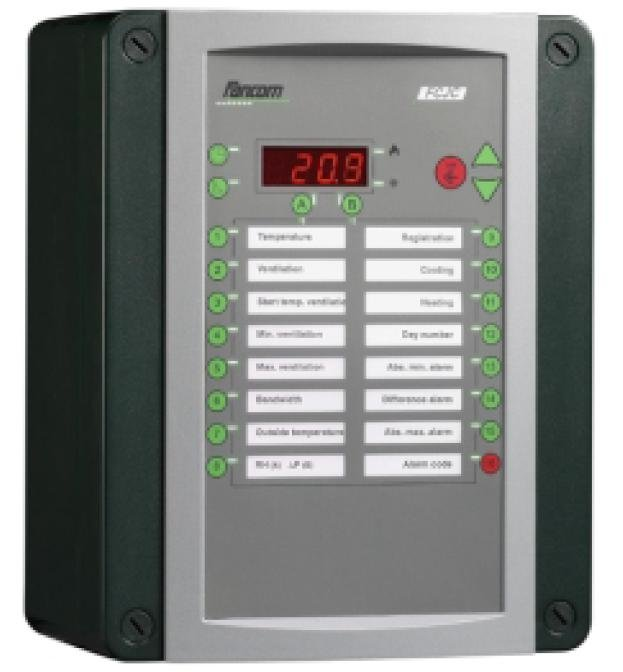 fancom
FCJC
20.9
A B
1 Temperature Registration 9
2 Ventilation Cooling 10
3 Start temp. ventilatio Heating 11
4 Min. ventilation Day number 12
5 Max. ventilation Abs. min. alarm 13
6 Bandwidth Difference alarm 14
7 Outside temperature Abs. max. alarm 15
8 RH (A) ΔP (B) Alarm code